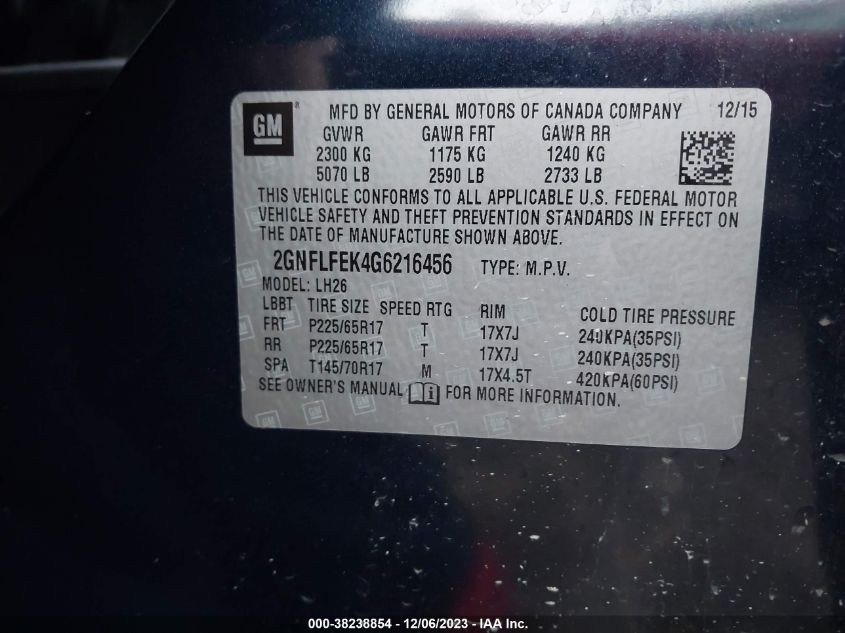 GM ® MFD BY GENERAL MOTORS OF CANADA COMPANY 12/15
GVWR GAWR FRT GAWR RR
2300 KG 1175 KG 1240 KG
5070 LB 2590 LB 2733 LB
THIS VEHICLE CONFORMS TO ALL APPLICABLE U.S. FEDERAL MOTOR
VEHICLE SAFETY AND THEFT PREVENTION STANDARDS IN EFFECT ON
THE DATE OF MANUFACTURE SHOWN ABOVE.
2GNFLFEK4G6216456 TYPE: M.P.V.
MODEL: LH26
LBBT TIRE SIZE SPEED RTG RIM COLD TIRE PRESSURE
FRT P225/65R17 T 17X7J 240KPA(35PSI)
RR P225/65R17 T 17X7J 240KPA(35PSI)
SPA T145/70R17 M 17X4.5T 420KPA(60PSI)
SEE OWNER'S MANUAL FOR MORE INFORMATION.
000-38238854 - 12/06/2023 - IAA Inc.